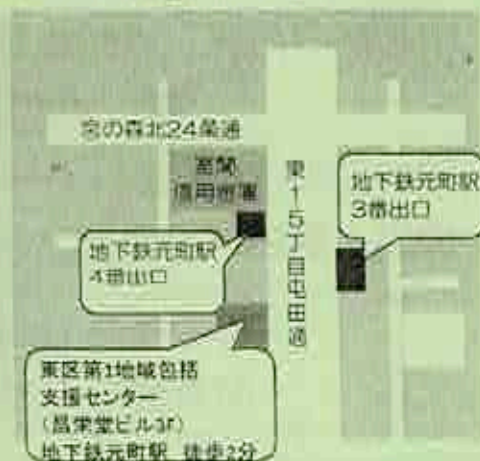 宮の森北24条通
室蘭
信用金庫
東15丁目屯田通
地下鉄元町駅
3番出口
地下鉄元町駅
4番出口
東区第1地域包括
支援センター
(昌栄堂ビル3F)
地下鉄元町駅 徒歩2分